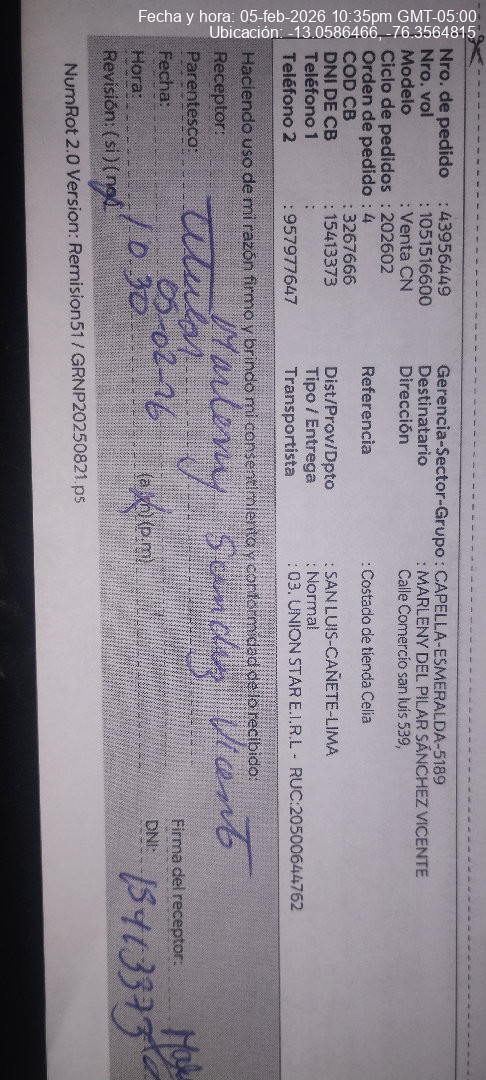 Fecha y hora: 05-feb-2026 10:35pm GMT-05:00
Ubicación: -13.0586466, -76.3564815
Nro. de pedido : 43956449 Gerencia-Sector-Grupo : CAPELLA-ESMERALDA-5189
Nro. vol : 1051516600 Destinatario : MARLENY DEL PILAR SÁNCHEZ VICENTE
Modelo : Venta CN Dirección Calle Comercio san luis 539,
Ciclo de pedidos : 202602
Orden de pedido : 4 Referencia : Costado de tienda Celia
COD CB : 3267666
DNI DE CB : 15413373 Dist/Prov/Dpto : SAN LUIS-CAÑETE-LIMA
Teléfono 1 : Tipo / Entrega : Normal
Teléfono 2 : 957977647 Transportista : 03. UNION STAR E.I.R.L - RUC:20500644762
Haciendo uso de mi razón firmo y brindo mi consentimiento y conformidad de lo recibido:
Receptor: Marleny Sanchez Vicente
Parentesco: Titular Firma del receptor:
Fecha: 05-02-26 DNI: 15413373
Hora: 10 30 (a.m) (p.m)
Revisión: ( si ) ( no )
NumRot 2.0 Version: Remision51 / GRNP20250821.ps